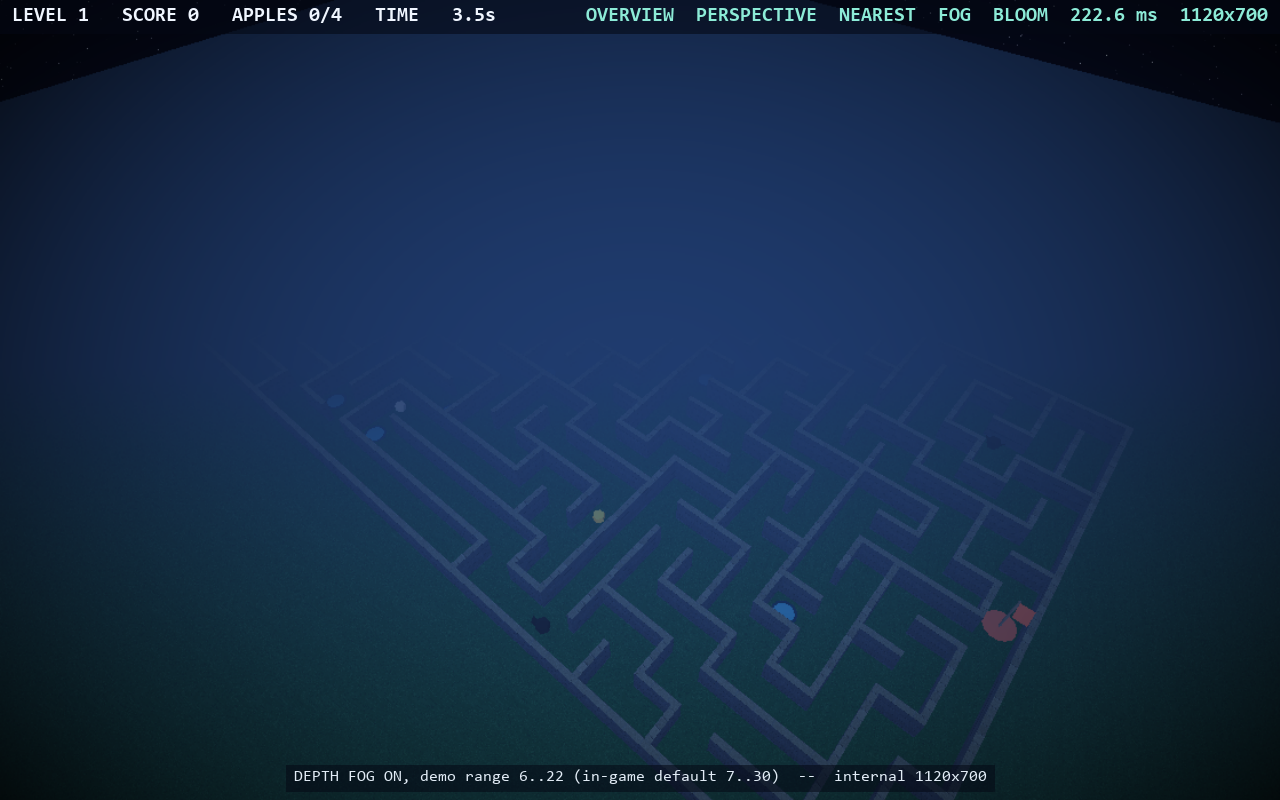 LEVEL 1 SCORE 0 APPLES 0/4 TIME 3.5s OVERVIEW PERSPECTIVE NEAREST FOG BLOOM 222.6 ms 1120x700
DEPTH FOG ON, demo range 6..22 (in-game default 7..30) -- internal 1120x700